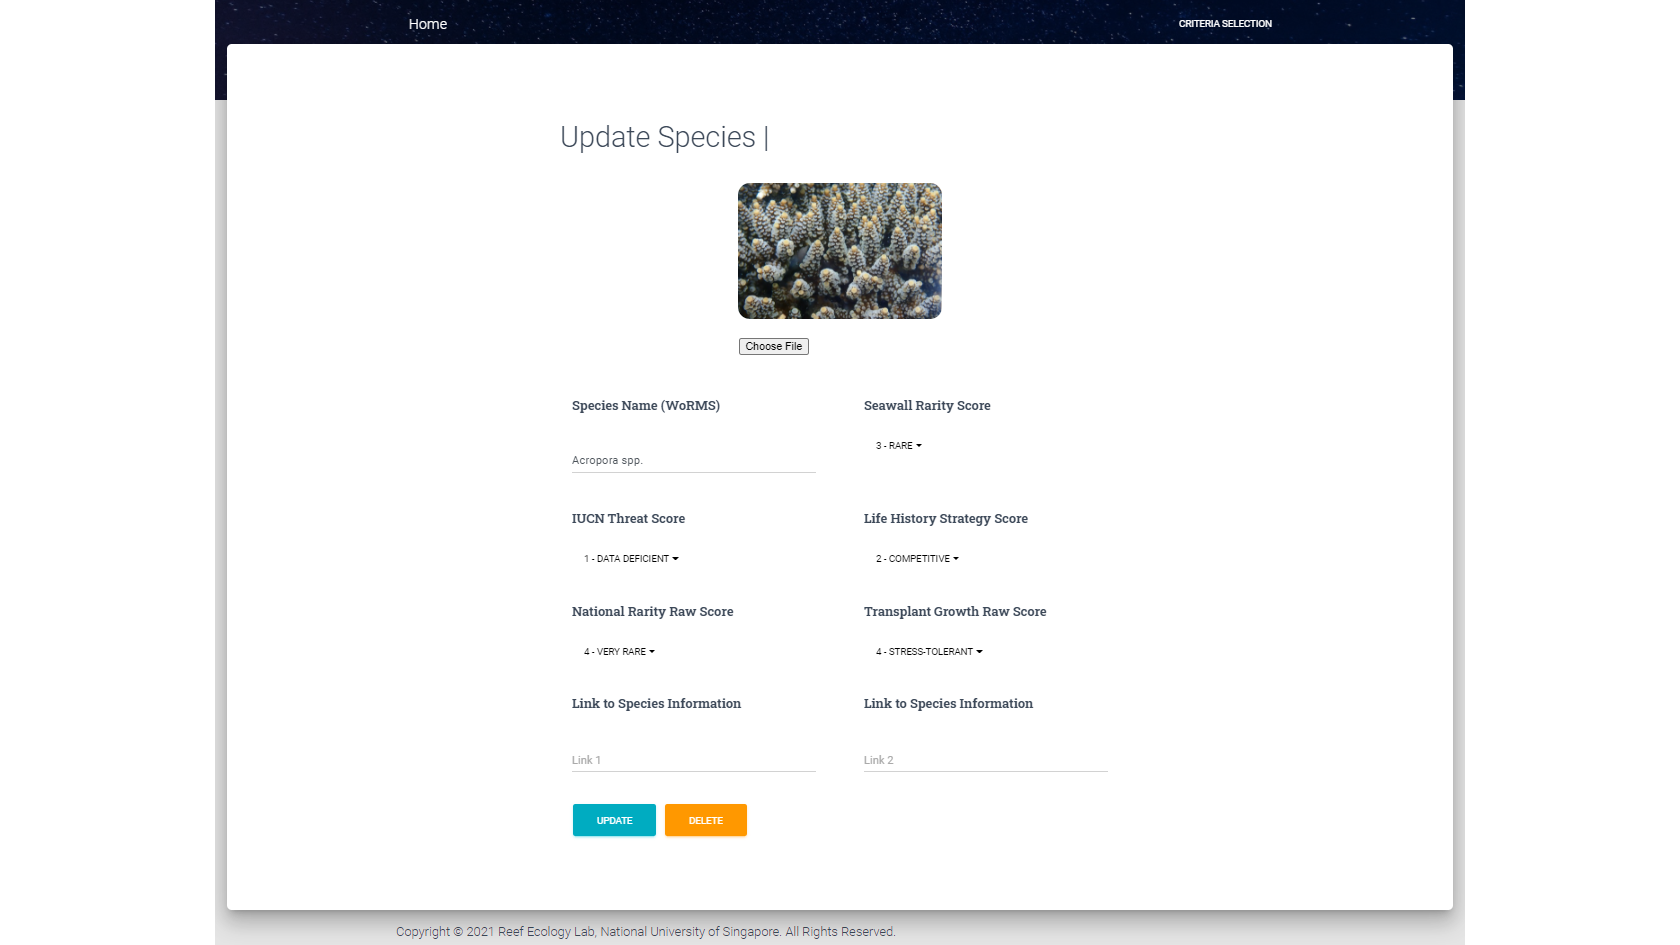 Home
CRITERIA SELECTION
Update Species |
Choose File
Species Name (WoRMS)
Seawall Rarity Score
3 - RARE
Acropora spp.
IUCN Threat Score
Life History Strategy Score
1 - DATA DEFICIENT
2 - COMPETITIVE
National Rarity Raw Score
Transplant Growth Raw Score
4 - VERY RARE
4 - STRESS-TOLERANT
Link to Species Information
Link to Species Information
Link 1
Link 2
UPDATE
DELETE
Copyright © 2021 Reef Ecology Lab, National University of Singapore. All Rights Reserved.